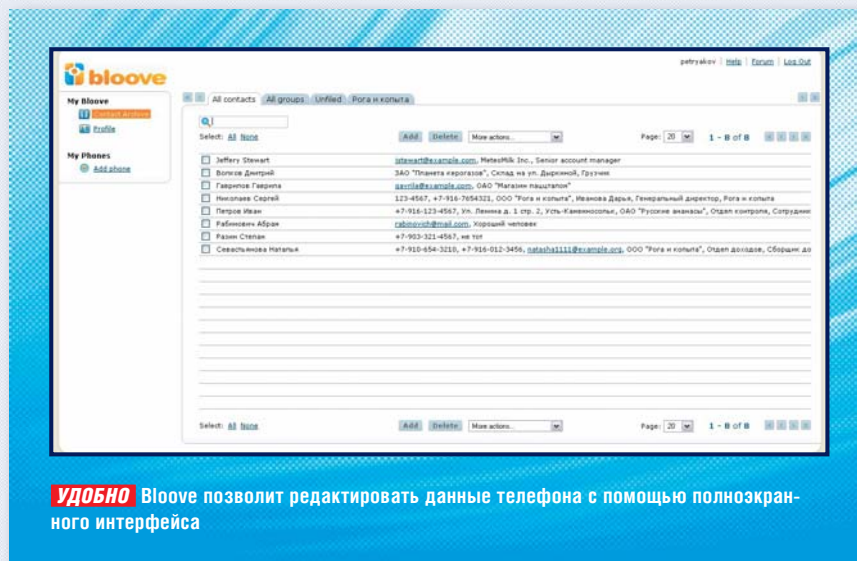 petryakov | Help | Forum | Log Out
bloove
My Bloove
Contact Archive
Profile
My Phones
Add phone
All contacts All groups Unfiled Рога и копыта
Select: All None Add Delete More actions... Page: 20 1 - 8 of 8
Jeffery Stewart jstewart@example.com, MetesMilk Inc., Senior account manager
Волков Дмитрий ЗАО "Планета керогазов", Склад на ул. Дыркиной, Грузчик
Гаврилов Гаврила gavrila@example.com, ОАО "Магазин пацштапон"
Николаев Сергей 123-4567, +7-916-7654321, ООО "Рога и копыта", Иванова Дарья, Генеральный директор, Рога и копыта
Петров Иван +7-916-123-4567, Ул. Ленина д. 1 стр. 2, Усть-Каменносольк, ОАО "Русские ананасы", Отдел контроля, Сотрудник
Рабинович Абрам rabinovich@mail.com, Хороший человек
Разин Степан +7-903-321-4567, не тот
Севастьянова Наталья +7-910-654-3210, +7-916-012-3456, natasha1111@example.org, ООО "Рога и копыта", Отдел доходов, Сборщик до
Select: All None Add Delete More actions... Page: 20 1 - 8 of 8
УДОБНО Bloove позволит редактировать данные телефона с помощью полноэкран-
ного интерфейса